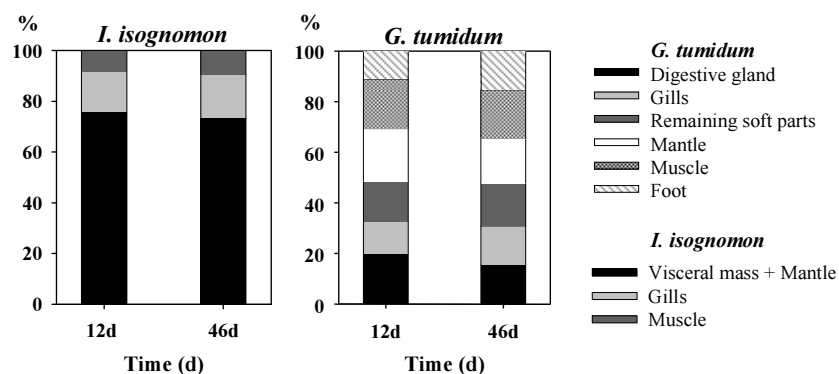 %
I. isognomon
100
80
60
40
20
0
12d 46d
Time (d)
%
G. tumidum
100
80
60
40
20
0
12d 46d
Time (d)
G. tumidum
Digestive gland
Gills
Remaining soft parts
Mantle
Muscle
Foot
I. isognomon
Visceral mass + Mantle
Gills
Muscle